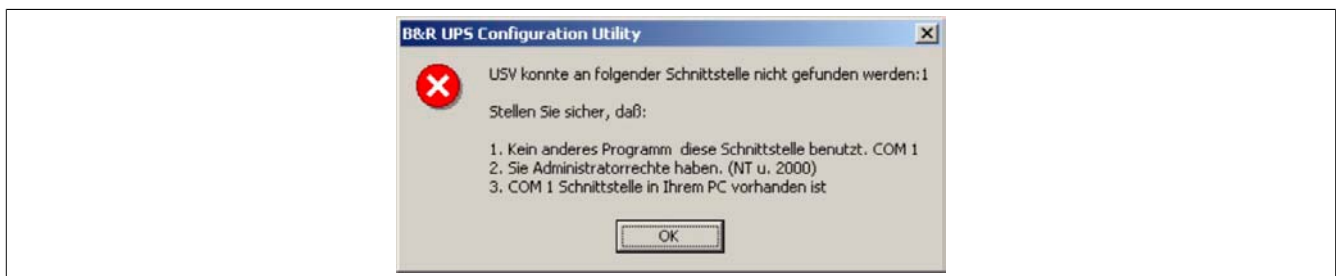 B&R UPS Configuration Utility
USV konnte an folgender Schnittstelle nicht gefunden werden:1
Stellen Sie sicher, daß:
1. Kein anderes Programm  diese Schnittstelle benutzt. COM 1
2. Sie Administratorrechte haben. (NT u. 2000)
3. COM 1 Schnittstelle in Ihrem PC vorhanden ist
OK